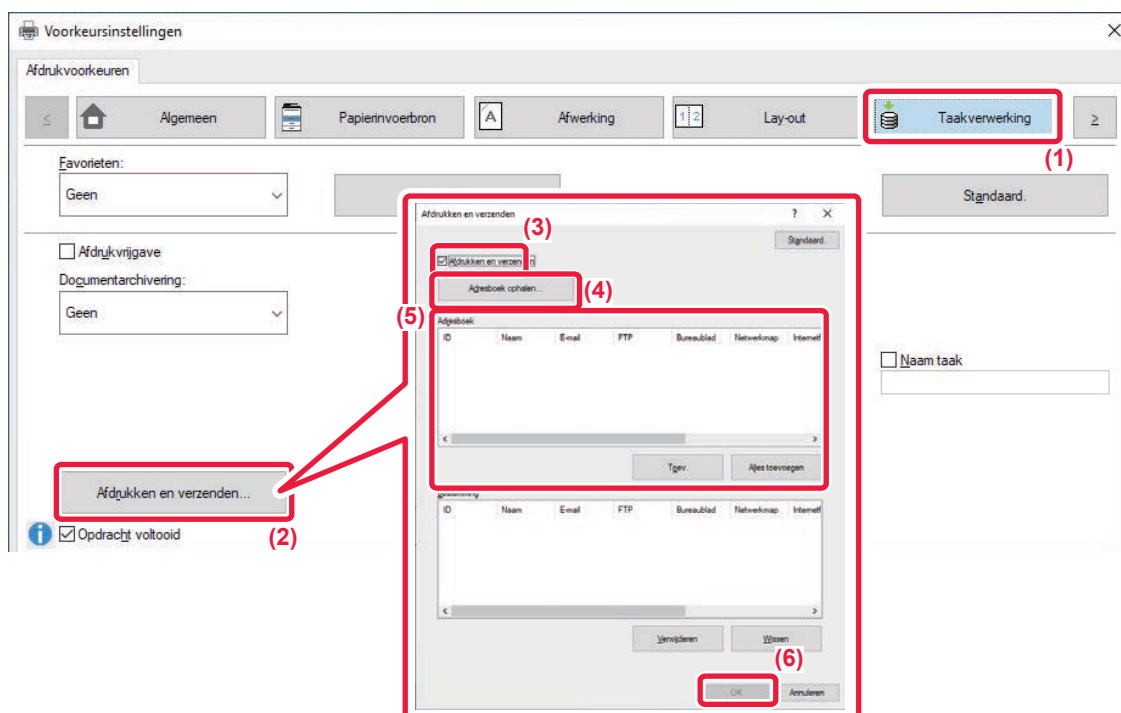 Voorkeursinstellingen
Afdrukvoorkeuren
< Algemeen Papierinvoerbron Afwerking Lay-out Taakverwerking >
(1)
Favorieten:
Geen
Standaard.
Afdrukvrijgave
Documentarchivering:
Geen
Naam taak
Afdrukken en verzenden...
(2)
Opdracht voltooid
Afdrukken en verzenden ? X
(3)
Standaard.
Afdrukken en verzenden
Adresboek ophalen...
(4)
(5)
Adresboek
ID Naam E-mail FTP Bureaublad Netwerkmap
Toev. Alles toevoegen
ID Naam E-mail FTP Bureaublad Netwerkmap
Verwijderen Wissen
(6)
OK Annuleren